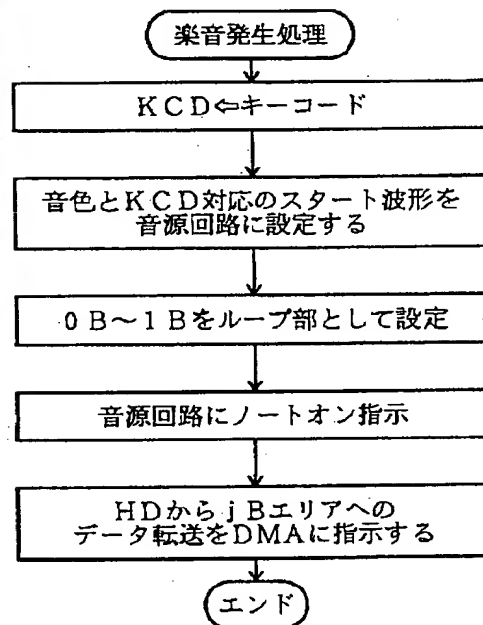 楽音発生処理
KCD⇐キーコード
音色とKCD対応のスタート波形を
音源回路に設定する
0B～1Bをループ部として設定
音源回路にノートオン指示
HDからjBエリアへの
データ転送をDMAに指示する
エンド